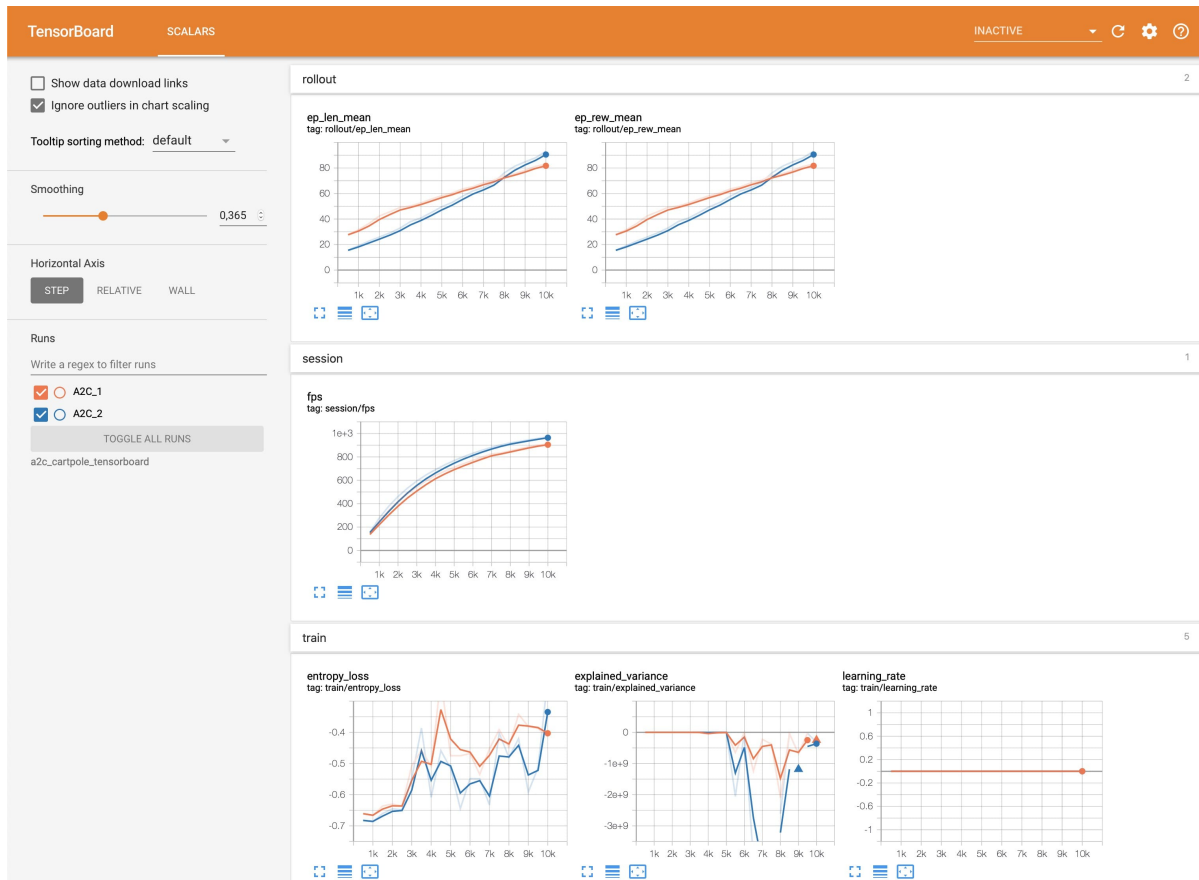 TensorBoard
SCALARS
INACTIVE
Show data download links
Ignore outliers in chart scaling
Tooltip sorting method: default
Smoothing
0,365
Horizontal Axis
STEP RELATIVE WALL
Runs
Write a regex to filter runs
A2C_1
A2C_2
TOGGLE ALL RUNS
a2c_cartpole_tensorboard
rollout 2
ep_len_mean
tag: rollout/ep_len_mean
80
60
40
20
0
1k 2k 3k 4k 5k 6k 7k 8k 9k 10k
ep_rew_mean
tag: rollout/ep_rew_mean
80
60
40
20
0
1k 2k 3k 4k 5k 6k 7k 8k 9k 10k
session 1
fps
tag: session/fps
1e+3
800
600
400
200
0
1k 2k 3k 4k 5k 6k 7k 8k 9k 10k
train 5
entropy_loss
tag: train/entropy_loss
-0.4
-0.5
-0.6
-0.7
1k 2k 3k 4k 5k 6k 7k 8k 9k 10k
explained_variance
tag: train/explained_variance
0
-1e+9
-2e+9
-3e+9
1k 2k 3k 4k 5k 6k 7k 8k 9k 10k
learning_rate
tag: train/learning_rate
1
0.6
0.2
-0.2
-0.6
-1
1k 2k 3k 4k 5k 6k 7k 8k 9k 10k